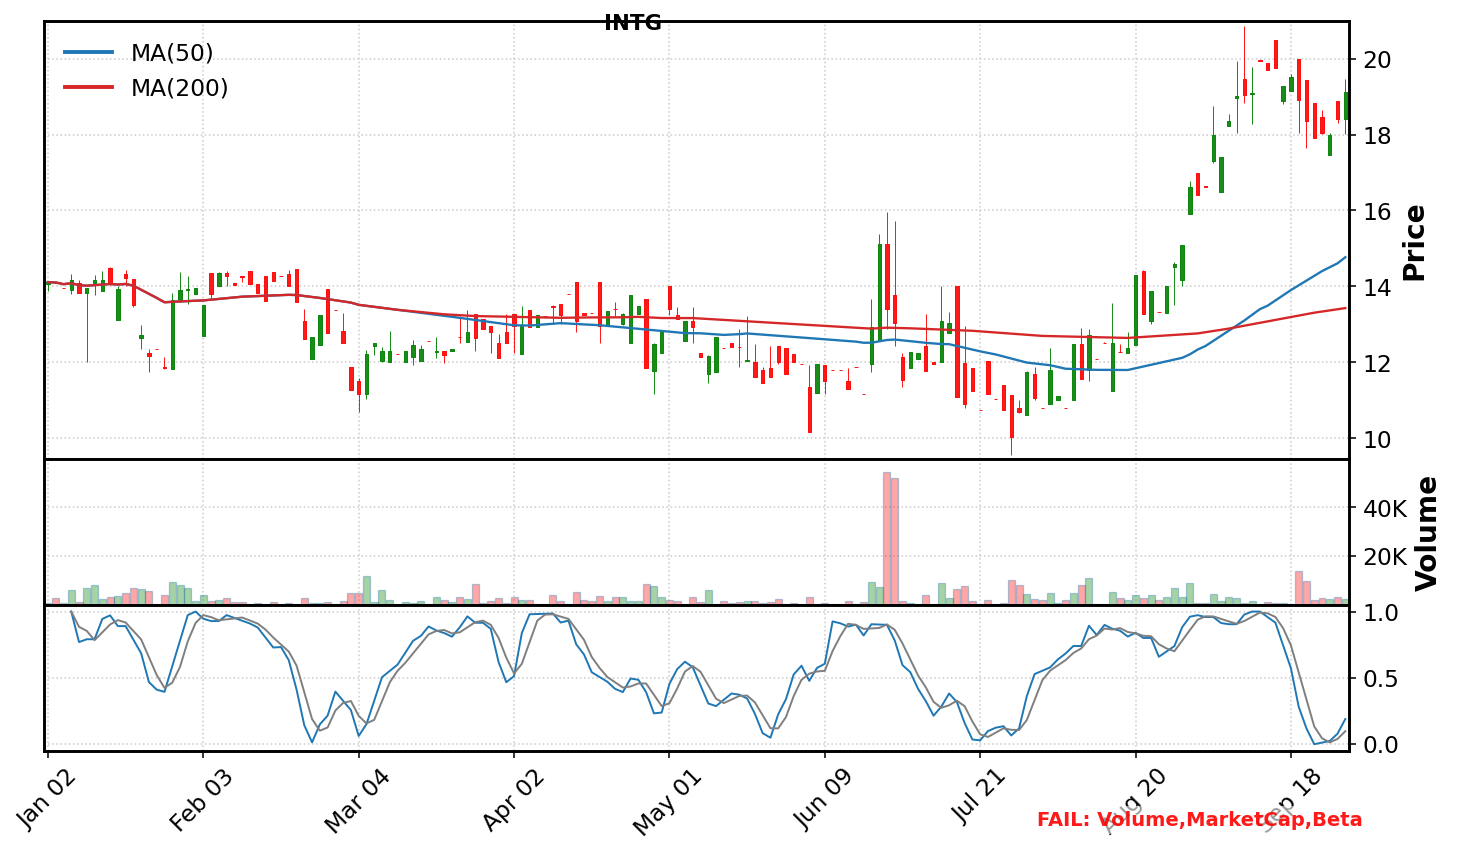 INTG
MA(50)
MA(200)
20
18
16
14
12
10
Price
40K
20K
Volume
1.0
0.5
0.0
Jan 02
Feb 03
Mar 04
Apr 02
May 01
Jun 09
Jul 21
Aug 20
Sep 18
FAIL: Volume,MarketCap,Beta